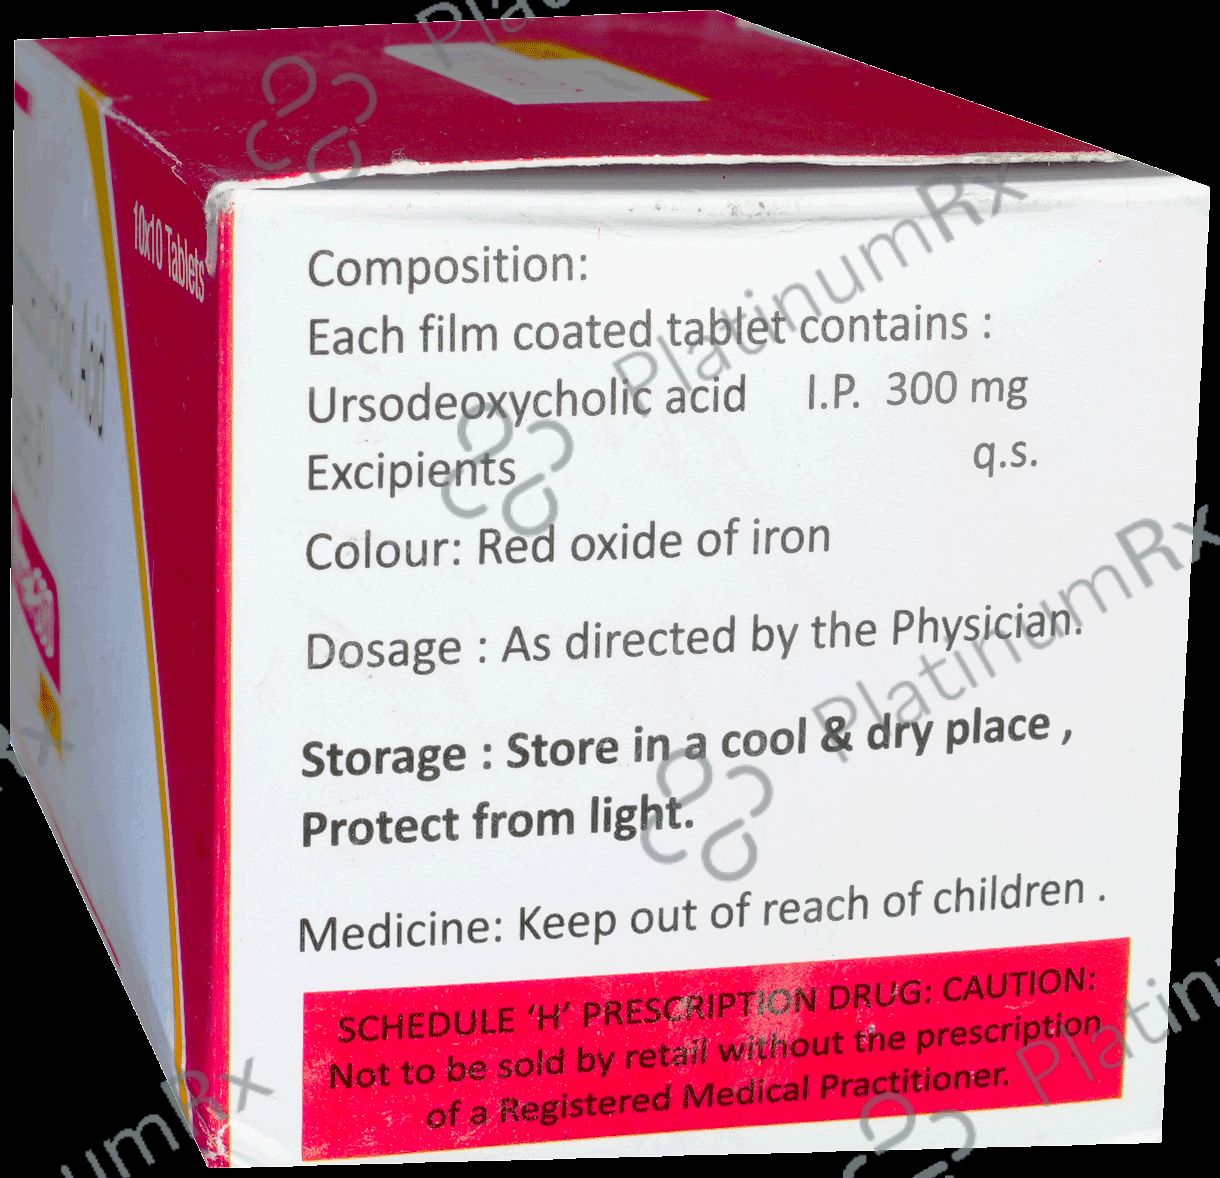 10x10 Tablets
Composition:
Each film coated tablet contains :
Ursodeoxycholic acid I.P. 300 mg
Excipients q.s.
Colour: Red oxide of iron
Dosage : As directed by the Physician.
Storage : Store in a cool & dry place ,
Protect from light.
Medicine: Keep out of reach of children .
SCHEDULE ‘H’ PRESCRIPTION DRUG: CAUTION:
Not to be sold by retail without the prescription
of a Registered Medical Practitioner.
PlatinumRx
PlatinumRx